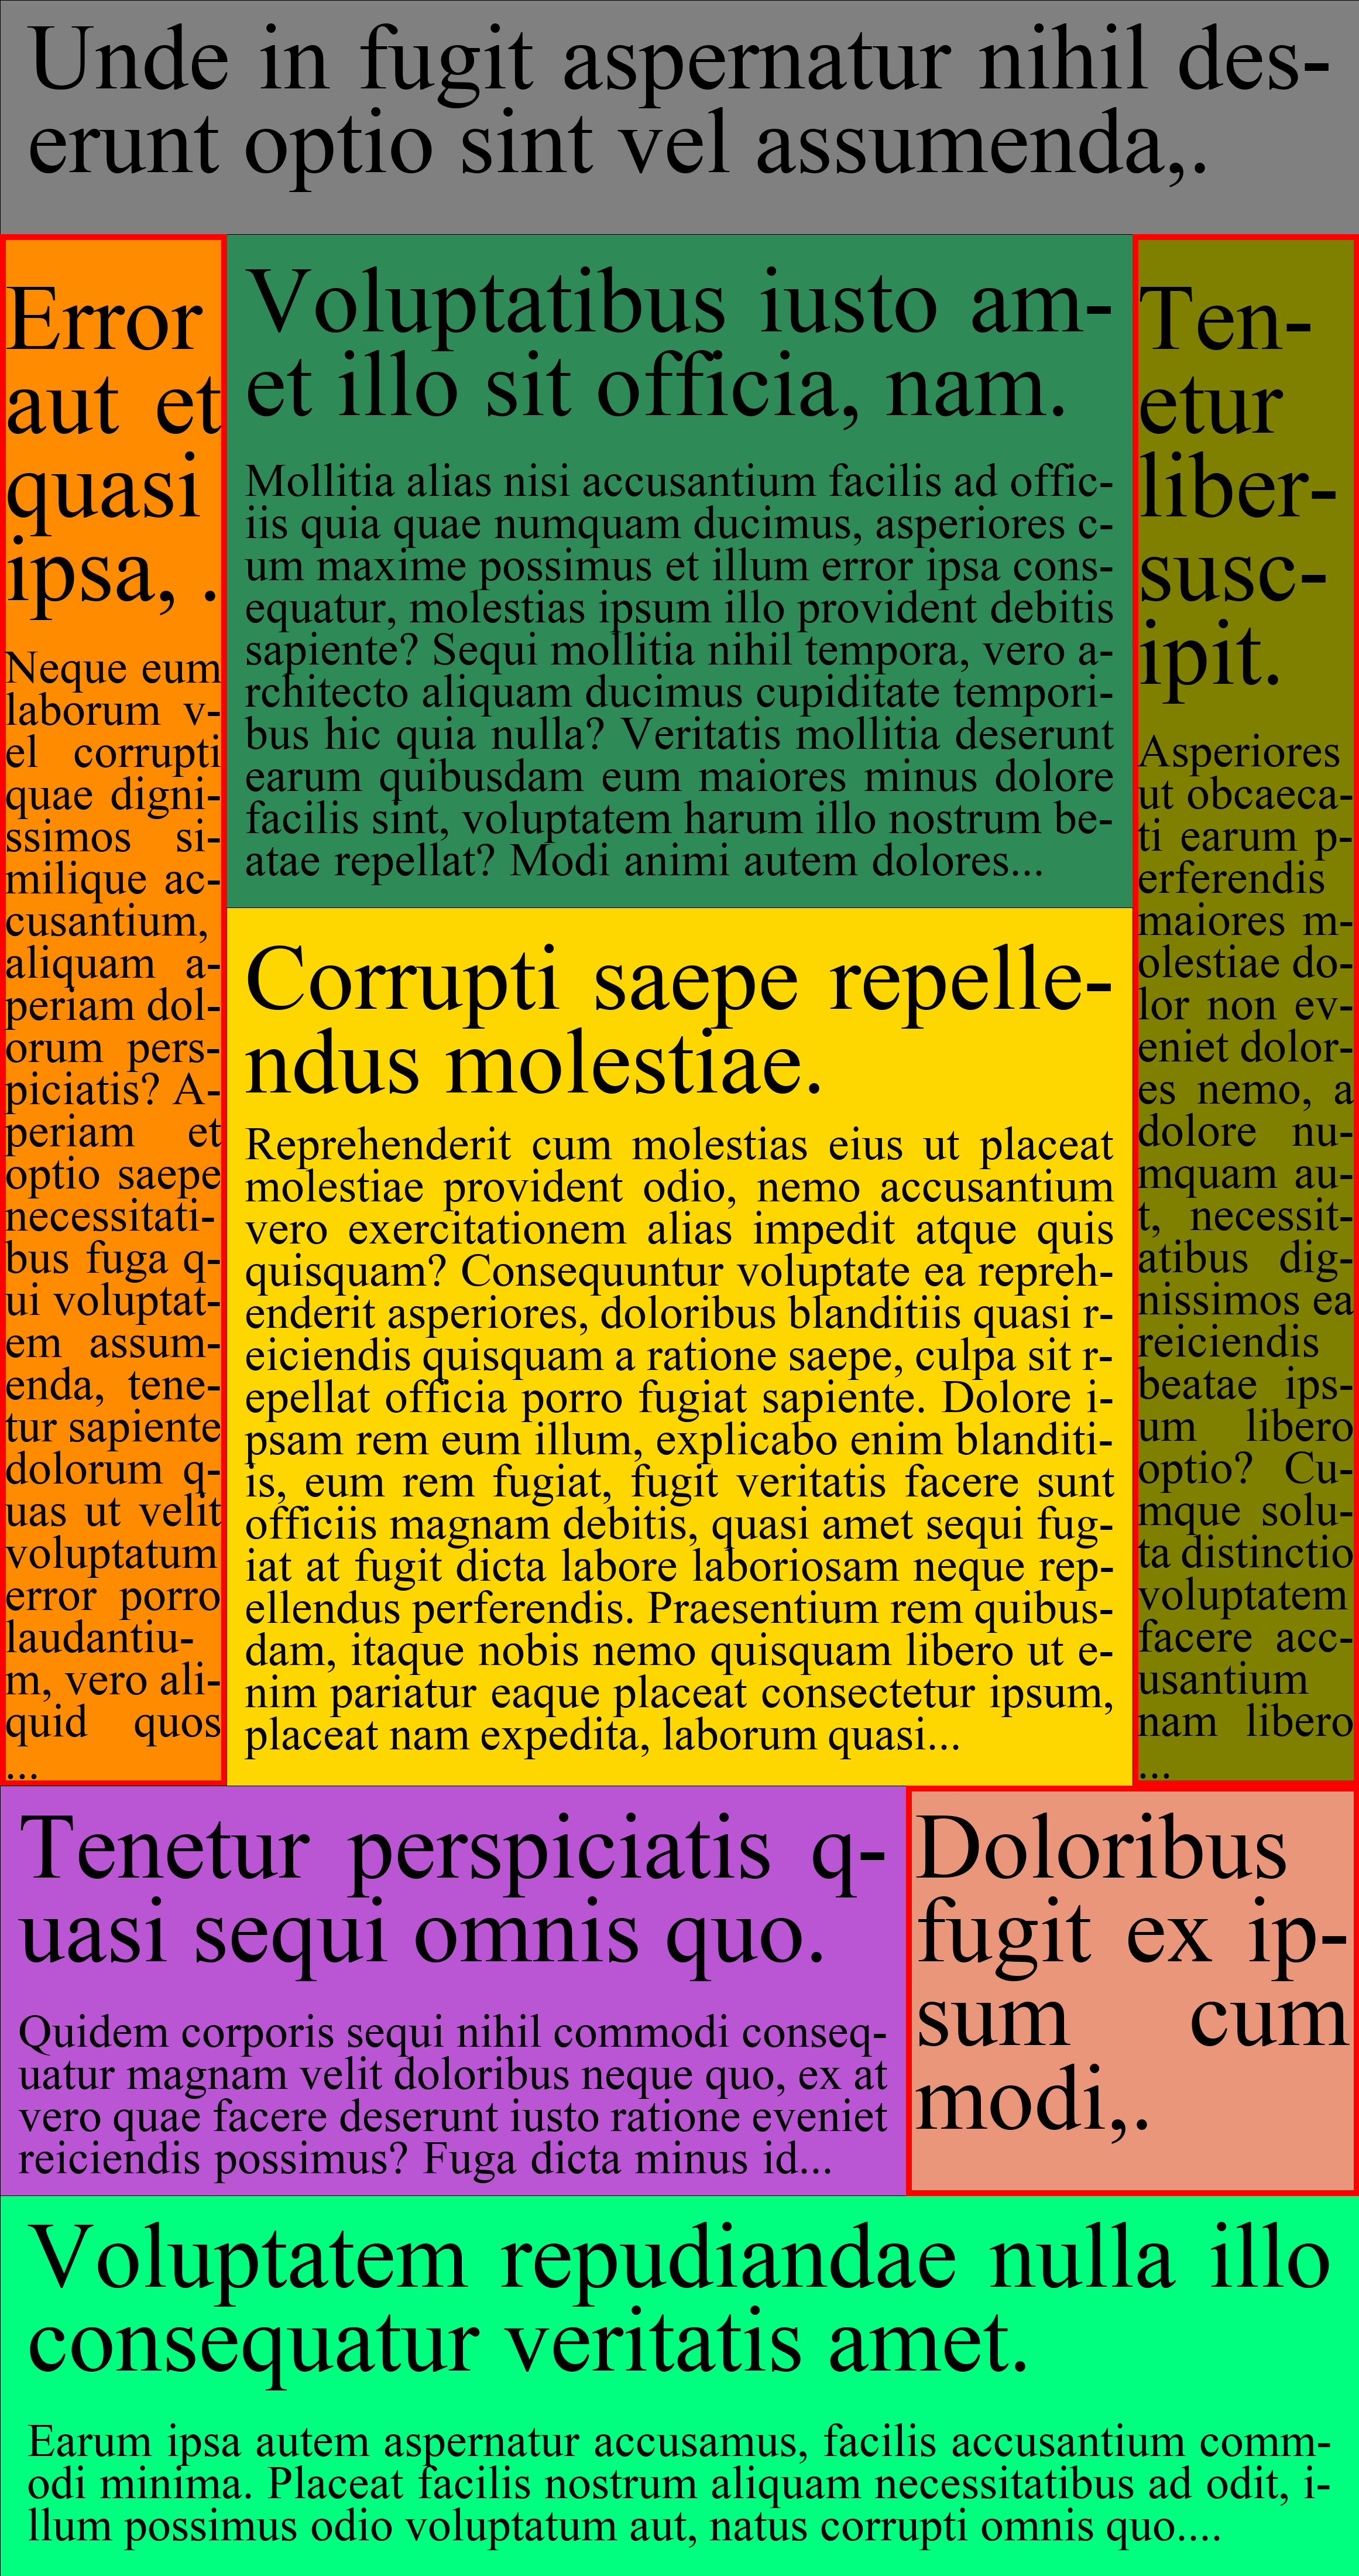 Unde in fugit aspernatur nihil des-
erunt optio sint vel assumenda,.
Error
aut et
quasi
ipsa, .
Neque eum
laborum v-
el corrupti
quae digni-
ssimos si-
milique ac-
cusantium,
aliquam a-
periam dol-
orum pers-
piciatis? A-
periam et
optio saepe
necessitati-
bus fuga q-
ui voluptat-
em assum-
enda, tene-
tur sapiente
dolorum q-
uas ut velit
voluptatum
error porro
laudantiu-
m, vero ali-
quid quos
...
Voluptatibus iusto am-
et illo sit officia, nam.
Mollitia alias nisi accusantium facilis ad offic-
iis quia quae numquam ducimus, asperiores c-
um maxime possimus et illum error ipsa cons-
equatur, molestias ipsum illo provident debitis
sapiente? Sequi mollitia nihil tempora, vero a-
rchitecto aliquam ducimus cupiditate tempori-
bus hic quia nulla? Veritatis mollitia deserunt
earum quibusdam eum maiores minus dolore
facilis sint, voluptatem harum illo nostrum be-
atae repellat? Modi animi autem dolores...
Corrupti saepe repelle-
ndus molestiae.
Reprehenderit cum molestias eius ut placeat
molestiae provident odio, nemo accusantium
vero exercitationem alias impedit atque quis
quisquam? Consequuntur voluptate ea repreh-
enderit asperiores, doloribus blanditiis quasi r-
eiciendis quisquam a ratione saepe, culpa sit r-
epellat officia porro fugiat sapiente. Dolore i-
psam rem eum illum, explicabo enim blanditi-
is, eum rem fugiat, fugit veritatis facere sunt
officiis magnam debitis, quasi amet sequi fug-
iat at fugit dicta labore laboriosam neque rep-
ellendus perferendis. Praesentium rem quibus-
dam, itaque nobis nemo quisquam libero ut e-
nim pariatur eaque placeat consectetur ipsum,
placeat nam expedita, laborum quasi...
Ten-
etur
liber-
susc-
ipit.
Asperiores
ut obcaeca-
ti earum p-
erferendis
maiores m-
olestiae do-
lor non ev-
eniet dolor-
es nemo, a
dolore nu-
mquam au-
t, necessit-
atibus dig-
nissimos ea
reiciendis
beatae ips-
um libero
optio? Cu-
mque solu-
ta distinctio
voluptatem
facere acc-
usantium
nam libero
...
Tenetur perspiciatis q-
uasi sequi omnis quo.
Quidem corporis sequi nihil commodi conseq-
uatur magnam velit doloribus neque quo, ex at
vero quae facere deserunt iusto ratione eveniet
reiciendis possimus? Fuga dicta minus id...
Doloribus
fugit ex ip-
sum cum
modi,.
Voluptatem repudiandae nulla illo
consequatur veritatis amet.
Earum ipsa autem aspernatur accusamus, facilis accusantium comm-
odi minima. Placeat facilis nostrum aliquam necessitatibus ad odit, i-
llum possimus odio voluptatum aut, natus corrupti omnis quo....